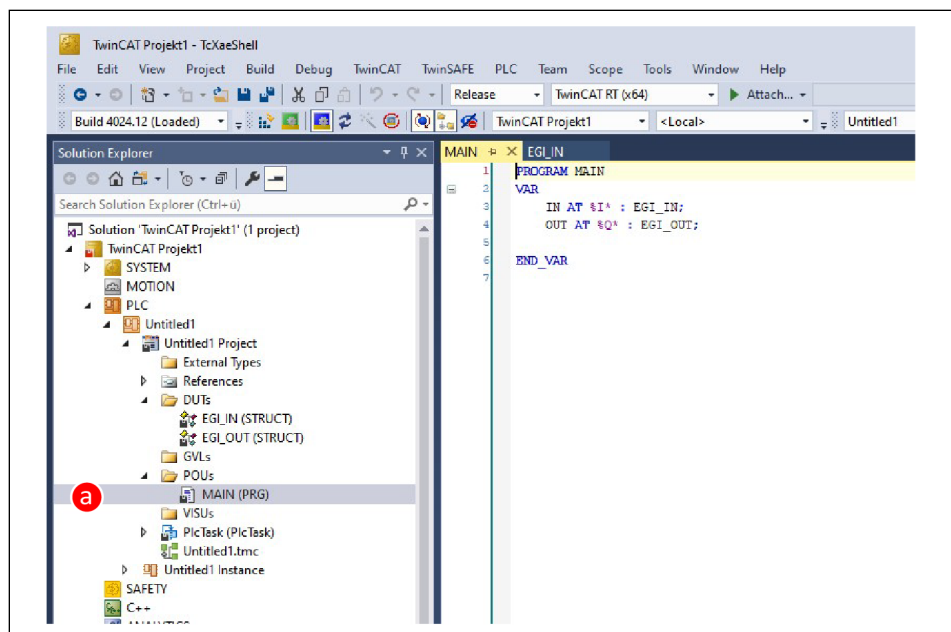 TwinCAT Projekt1 - TcXaeShell
File Edit View Project Build Debug TwinCAT TwinSAFE PLC Team Scope Tools Window Help
Release TwinCAT RT (x64) Attach...
Build 4024.12 (Loaded) TwinCAT Projekt1 <Local> Untitled1
Solution Explorer
Search Solution Explorer (Ctrl+ü)
Solution 'TwinCAT Projekt1' (1 project)
TwinCAT Projekt1
SYSTEM
MOTION
PLC
Untitled1
Untitled1 Project
External Types
References
DUTs
EGI_IN (STRUCT)
EGI_OUT (STRUCT)
GVLs
POUs
a MAIN (PRG)
VISUs
PlcTask (PlcTask)
Untitled1.tmc
Untitled1 Instance
SAFETY
C++
MAIN EGI_IN
1 PROGRAM MAIN
2 VAR
3 IN AT %I* : EGI_IN;
4 OUT AT %Q* : EGI_OUT;
5
6 END_VAR
7